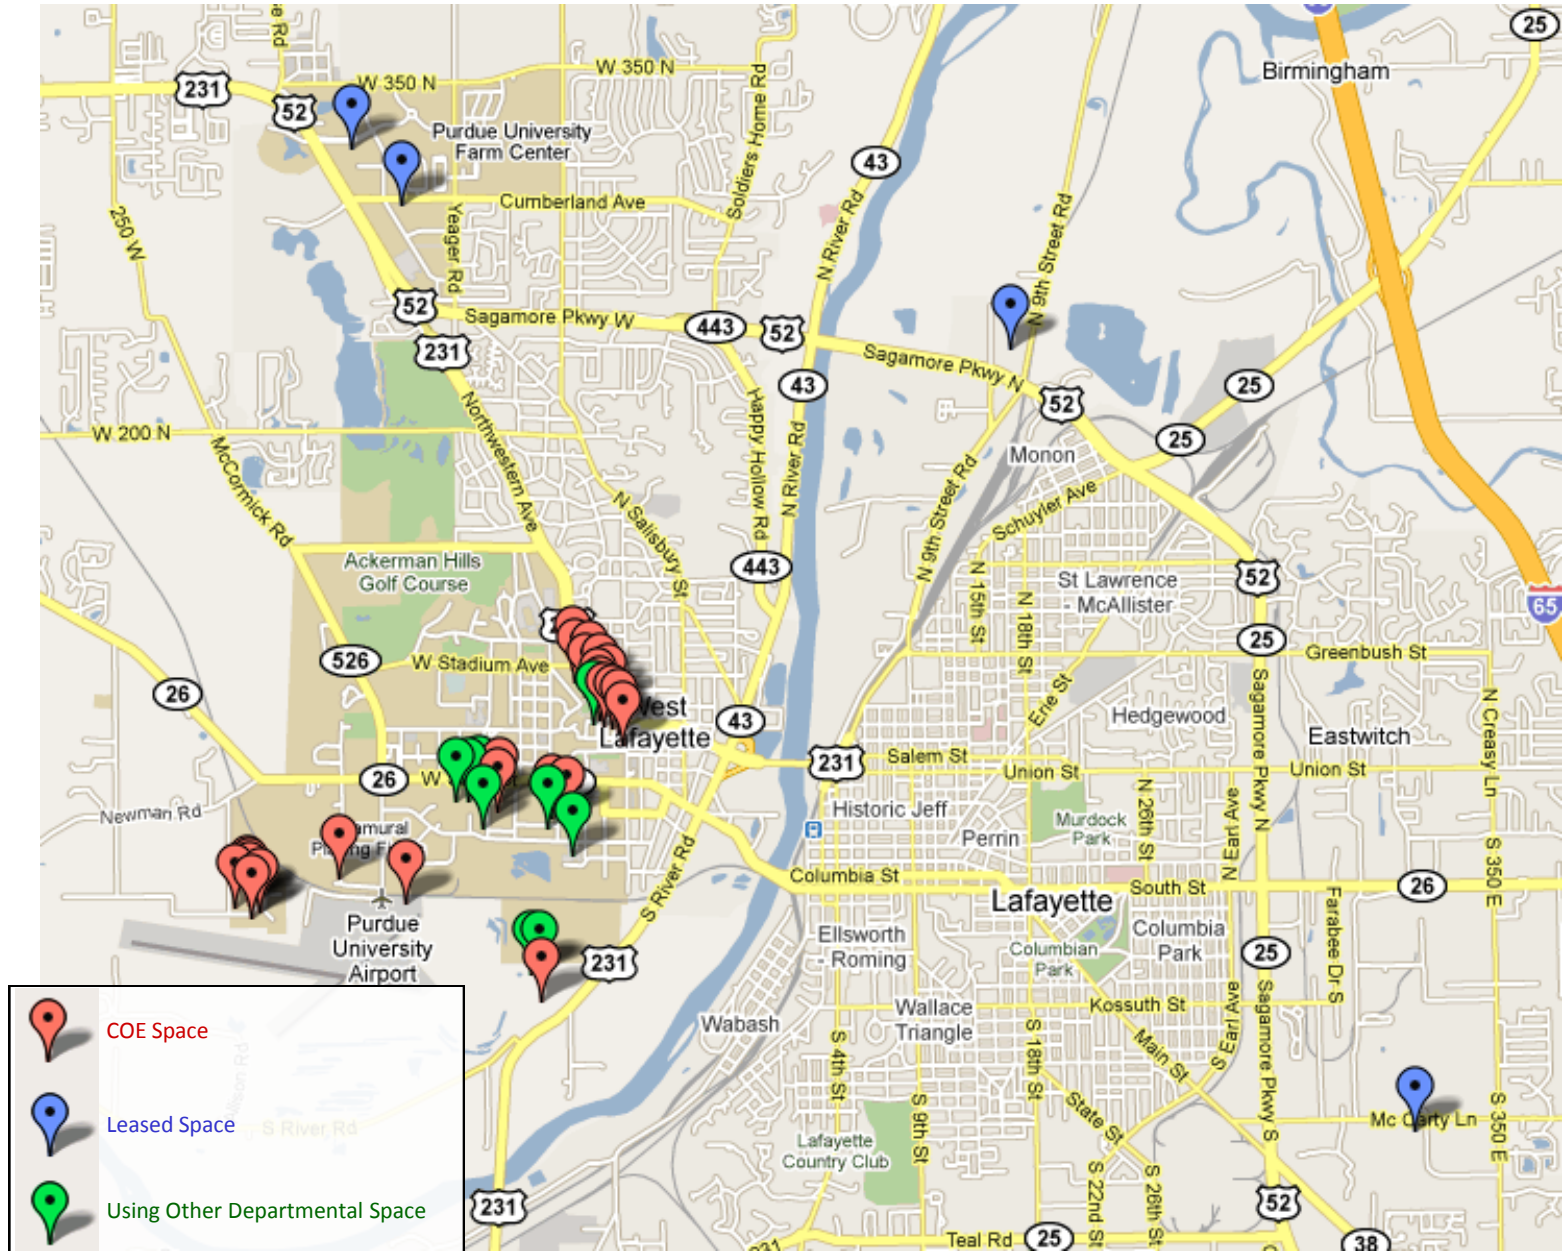 e Rd
25
W 350 N
W 350 N
231
52
Birmingham
Purdue University
Farm Center
Soldiers Home Rd
43
Cumberland Ave
250 W
Yeager Rd
N River Rd
N 9th Street Rd
52
Sagamore Pkwy W
443
52
231
Sagamore Pkwy N
43
25
52
Happy Hollow Rd
Northwestern Ave
W 200 N
McCormick Rd
N River Rd
25
Monon
N 9th Street Rd
Schuyler Ave
N Salisbury St
Ackerman Hills
Golf Course
443
N 15th St
N 18th St
St Lawrence
- McAllister
52
65
25
526
W Stadium Ave
Greenbush St
26
Erie St
Sagamore Pkwy N
N Creasy Ln
West
Lafayette
43
Hedgewood
Eastwitch
231
Salem St
Union St
Union St
26
W
Newman Rd
Historic Jeff
Murdock
Park
N 26th St
N Earl Ave
Perrin
S 350 E
S River Rd
Columbia St
South St
26
Lafayette
Farabee Dr S
Purdue
University
Airport
Ellsworth
- Roming
Columbian
Park
Columbia
Park
231
25
Kossuth St
Wallace
Triangle
Wabash
COE Space
S 4th St
S 18th St
Main St
S Earl Ave
Sagamore Pkwy S
S 9th St
State St
Leased Space
S River Rd
Mc Carty Ln
S 350 E
Lafayette
Country Club
S 22nd St
S 26th St
231
52
Using Other Departmental Space
231
Teal Rd
25
38